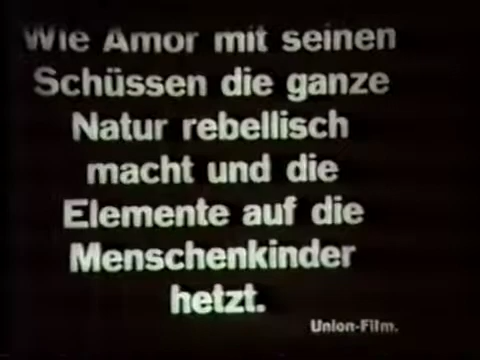 Wie Amor mit seinen
Schüssen die ganze
Natur rebellisch
macht und die
Elemente auf die
Menschenkinder
hetzt.
Union-Film.